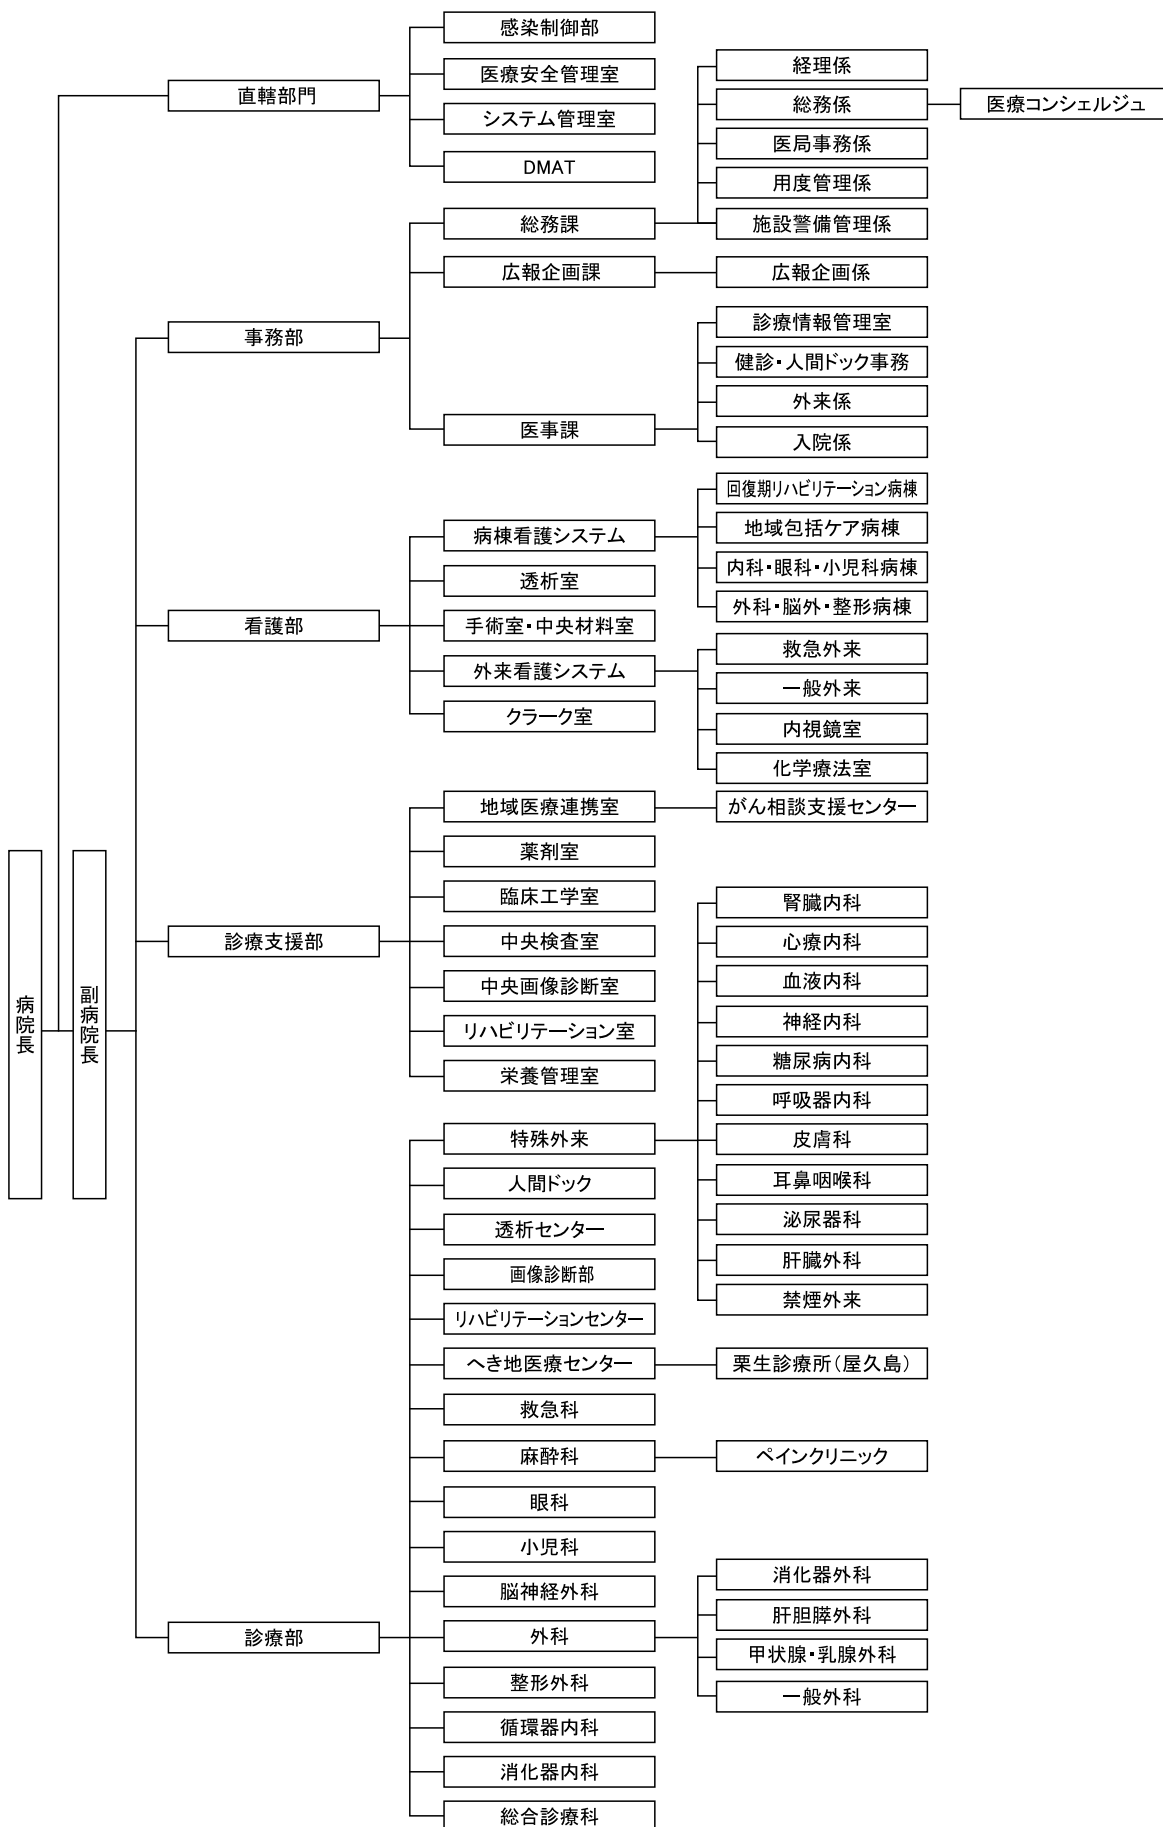 病院長
副病院長
直轄部門
感染制御部
医療安全管理室
システム管理室
DMAT
事務部
総務課
経理係
総務係
医療コンシェルジュ
医局事務係
用度管理係
施設警備管理係
広報企画課
広報企画係
医事課
診療情報管理室
健診・人間ドック事務
外来係
入院係
看護部
病棟看護システム
回復期リハビリテーション病棟
地域包括ケア病棟
内科・眼科・小児科病棟
外科・脳外・整形病棟
透析室
手術室・中央材料室
外来看護システム
救急外来
一般外来
内視鏡室
化学療法室
クラーク室
診療支援部
地域医療連携室
がん相談支援センター
薬剤室
臨床工学室
中央検査室
中央画像診断室
リハビリテーション室
栄養管理室
診療部
特殊外来
腎臓内科
心療内科
血液内科
神経内科
糖尿病内科
呼吸器内科
皮膚科
耳鼻咽喉科
泌尿器科
肝臓外科
禁煙外来
人間ドック
透析センター
画像診断部
リハビリテーションセンター
へき地医療センター
栗生診療所(屋久島)
救急科
麻酔科
ペインクリニック
眼科
小児科
脳神経外科
外科
消化器外科
肝胆膵外科
甲状腺・乳腺外科
一般外科
整形外科
循環器内科
消化器内科
総合診療科